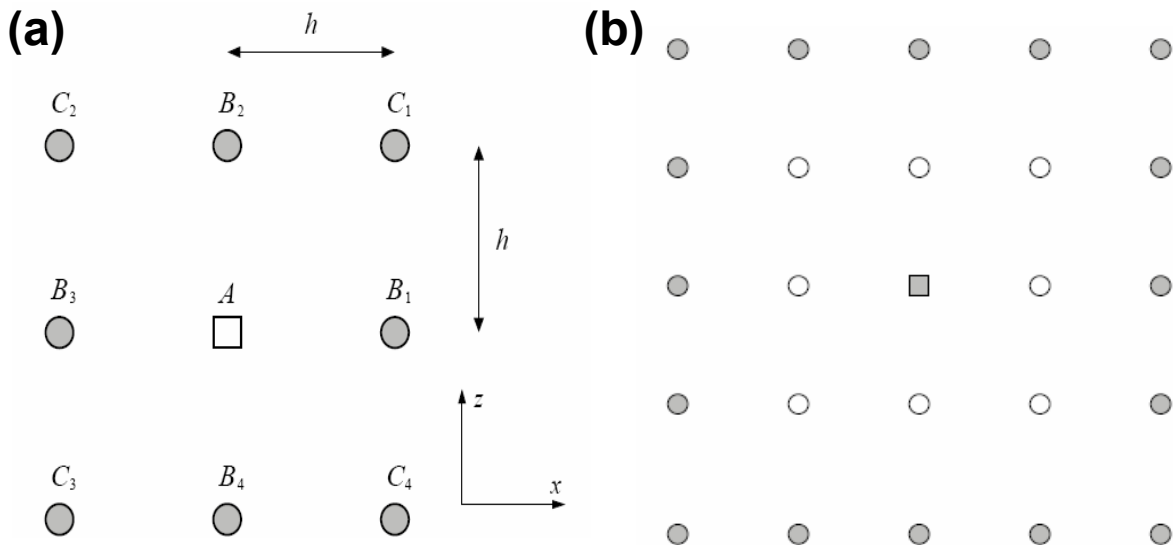 (a)
h
C₂ B₂ C₁
h
B₃ A B₁
z
C₃ B₄ C₄
x
(b)